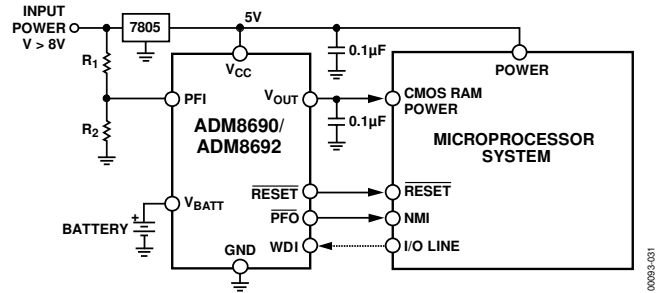 INPUT
POWER
V > 8V
7805
5V
R1
R2
0.1µF
VCC
PFI
VOUT
0.1µF
ADM8690/
ADM8692
VBATT
BATTERY
+
RESET
PFO
WDI
GND
POWER
CMOS RAM
POWER
MICROPROCESSOR
SYSTEM
RESET
NMI
I/O LINE
00093-031